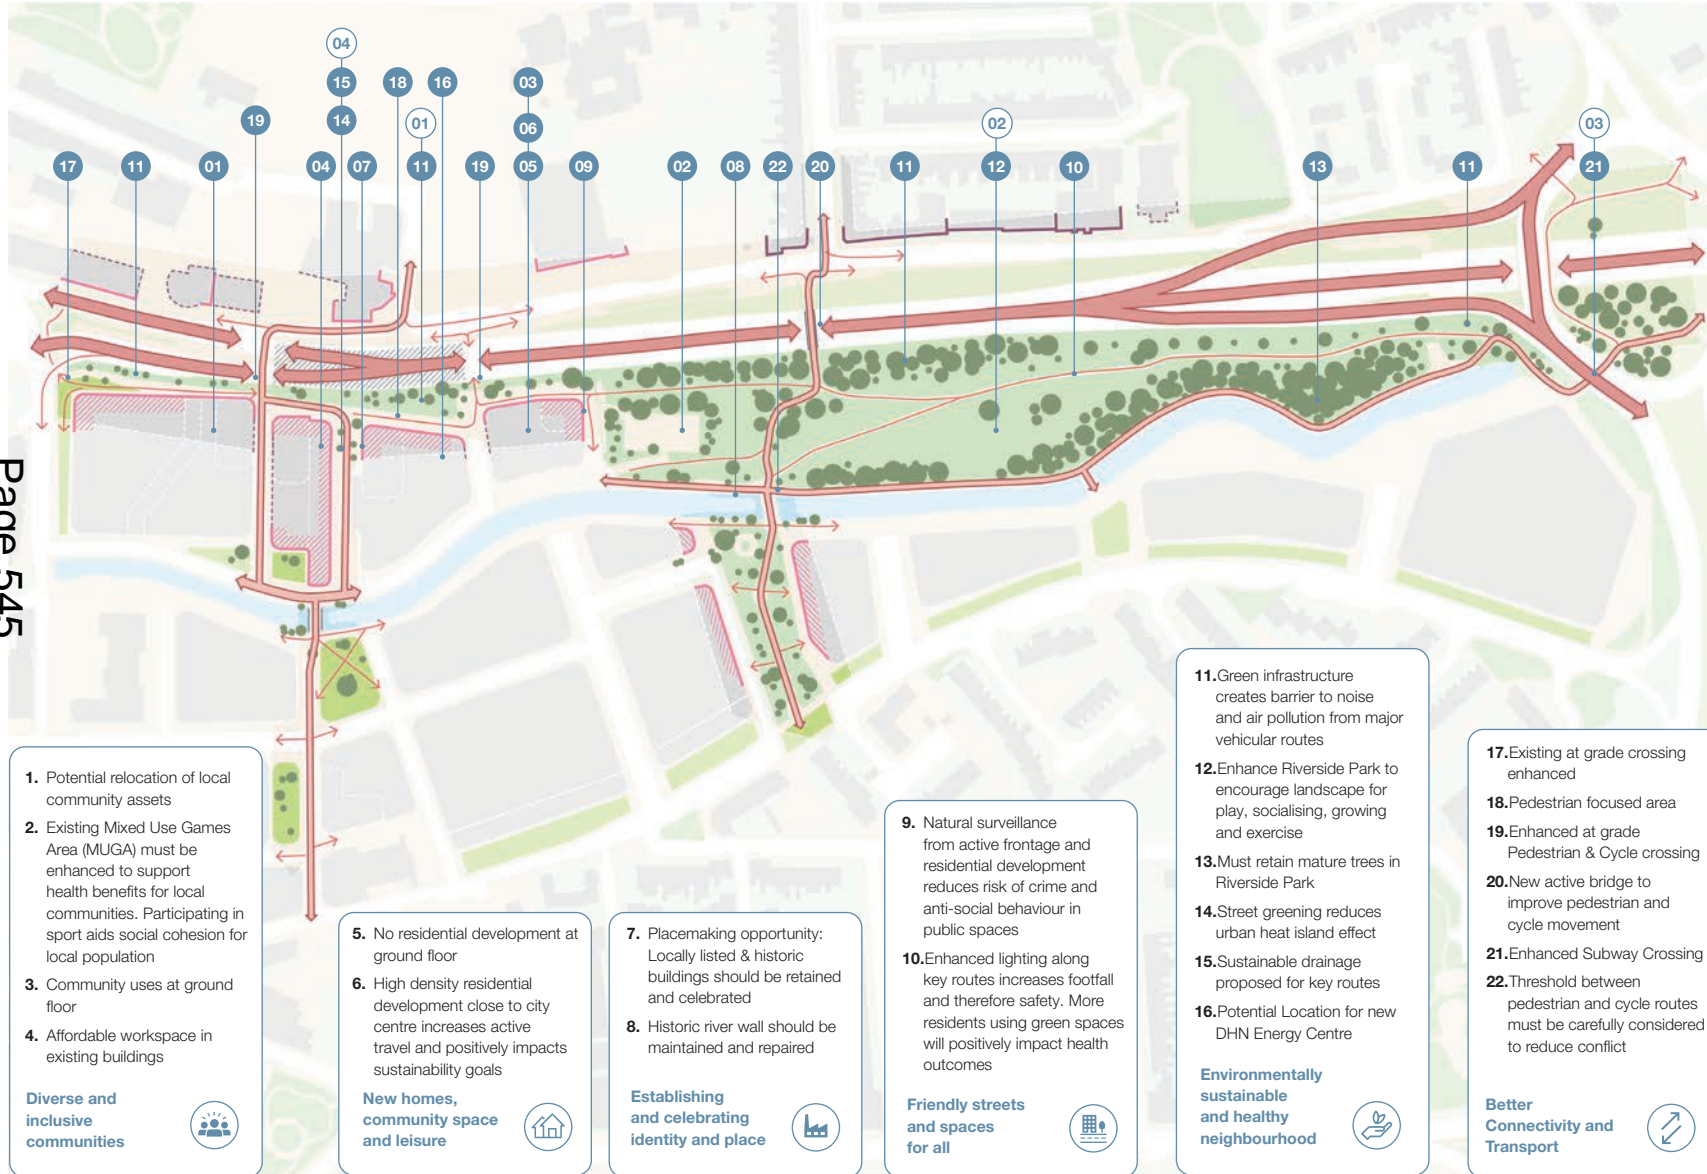 04
15
18
16
03
14
01
06
02
03
19
17
11
01
04
07
11
19
05
09
02
08
22
20
11
12
10
13
11
21
Page 545
1. Potential relocation of local
community assets
2. Existing Mixed Use Games
Area (MUGA) must be
enhanced to support
health benefits for local
communities. Participating in
sport aids social cohesion for
local population
3. Community uses at ground
floor
4. Affordable workspace in
existing buildings
Diverse and
inclusive
communities
5. No residential development at
ground floor
6. High density residential
development close to city
centre increases active
travel and positively impacts
sustainability goals
New homes,
community space
and leisure
7. Placemaking opportunity:
Locally listed & historic
buildings should be retained
and celebrated
8. Historic river wall should be
maintained and repaired
Establishing
and celebrating
identity and place
9. Natural surveillance
from active frontage and
residential development
reduces risk of crime and
anti-social behaviour in
public spaces
10.Enhanced lighting along
key routes increases footfall
and therefore safety. More
residents using green spaces
will positively impact health
outcomes
Friendly streets
and spaces
for all
11.Green infrastructure
creates barrier to noise
and air pollution from major
vehicular routes
12.Enhance Riverside Park to
encourage landscape for
play, socialising, growing
and exercise
13.Must retain mature trees in
Riverside Park
14.Street greening reduces
urban heat island effect
15.Sustainable drainage
proposed for key routes
16.Potential Location for new
DHN Energy Centre
Environmentally
sustainable
and healthy
neighbourhood
17.Existing at grade crossing
enhanced
18.Pedestrian focused area
19.Enhanced at grade
Pedestrian & Cycle crossing
20.New active bridge to
improve pedestrian and
cycle movement
21.Enhanced Subway Crossing
22.Threshold between
pedestrian and cycle routes
must be carefully considered
to reduce conflict
Better
Connectivity and
Transport